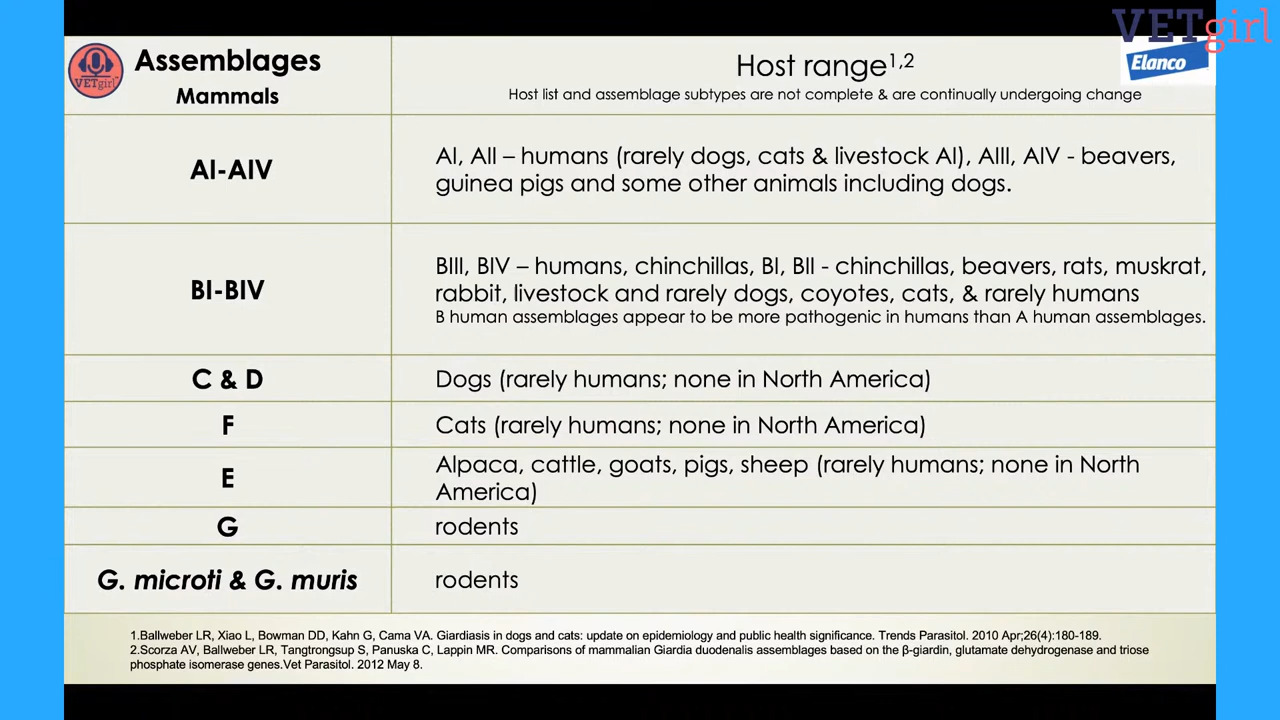 VETgirl
Elanco
VETgirl
Assemblages
Mammals
Host range1,2
Host list and assemblage subtypes are not complete & are continually undergoing change
AI-AIV
AI, AII – humans (rarely dogs, cats & livestock AI), AIII, AIV - beavers,
guinea pigs and some other animals including dogs.
BI-BIV
BIII, BIV – humans, chinchillas, BI, BII - chinchillas, beavers, rats, muskrat,
rabbit, livestock and rarely dogs, coyotes, cats, & rarely humans
B human assemblages appear to be more pathogenic in humans than A human assemblages.
C & D
Dogs (rarely humans; none in North America)
F
Cats (rarely humans; none in North America)
E
Alpaca, cattle, goats, pigs, sheep (rarely humans; none in North
America)
G
rodents
G. microti & G. muris
rodents
1.Ballweber LR, Xiao L, Bowman DD, Kahn G, Cama VA. Giardiasis in dogs and cats: update on epidemiology and public health significance. Trends Parasitol. 2010 Apr;26(4):180-189.
2.Scorza AV, Ballweber LR, Tangtrongsup S, Panuska C, Lappin MR. Comparisons of mammalian Giardia duodenalis assemblages based on the β-giardin, glutamate dehydrogenase and triose
phosphate isomerase genes.Vet Parasitol. 2012 May 8.